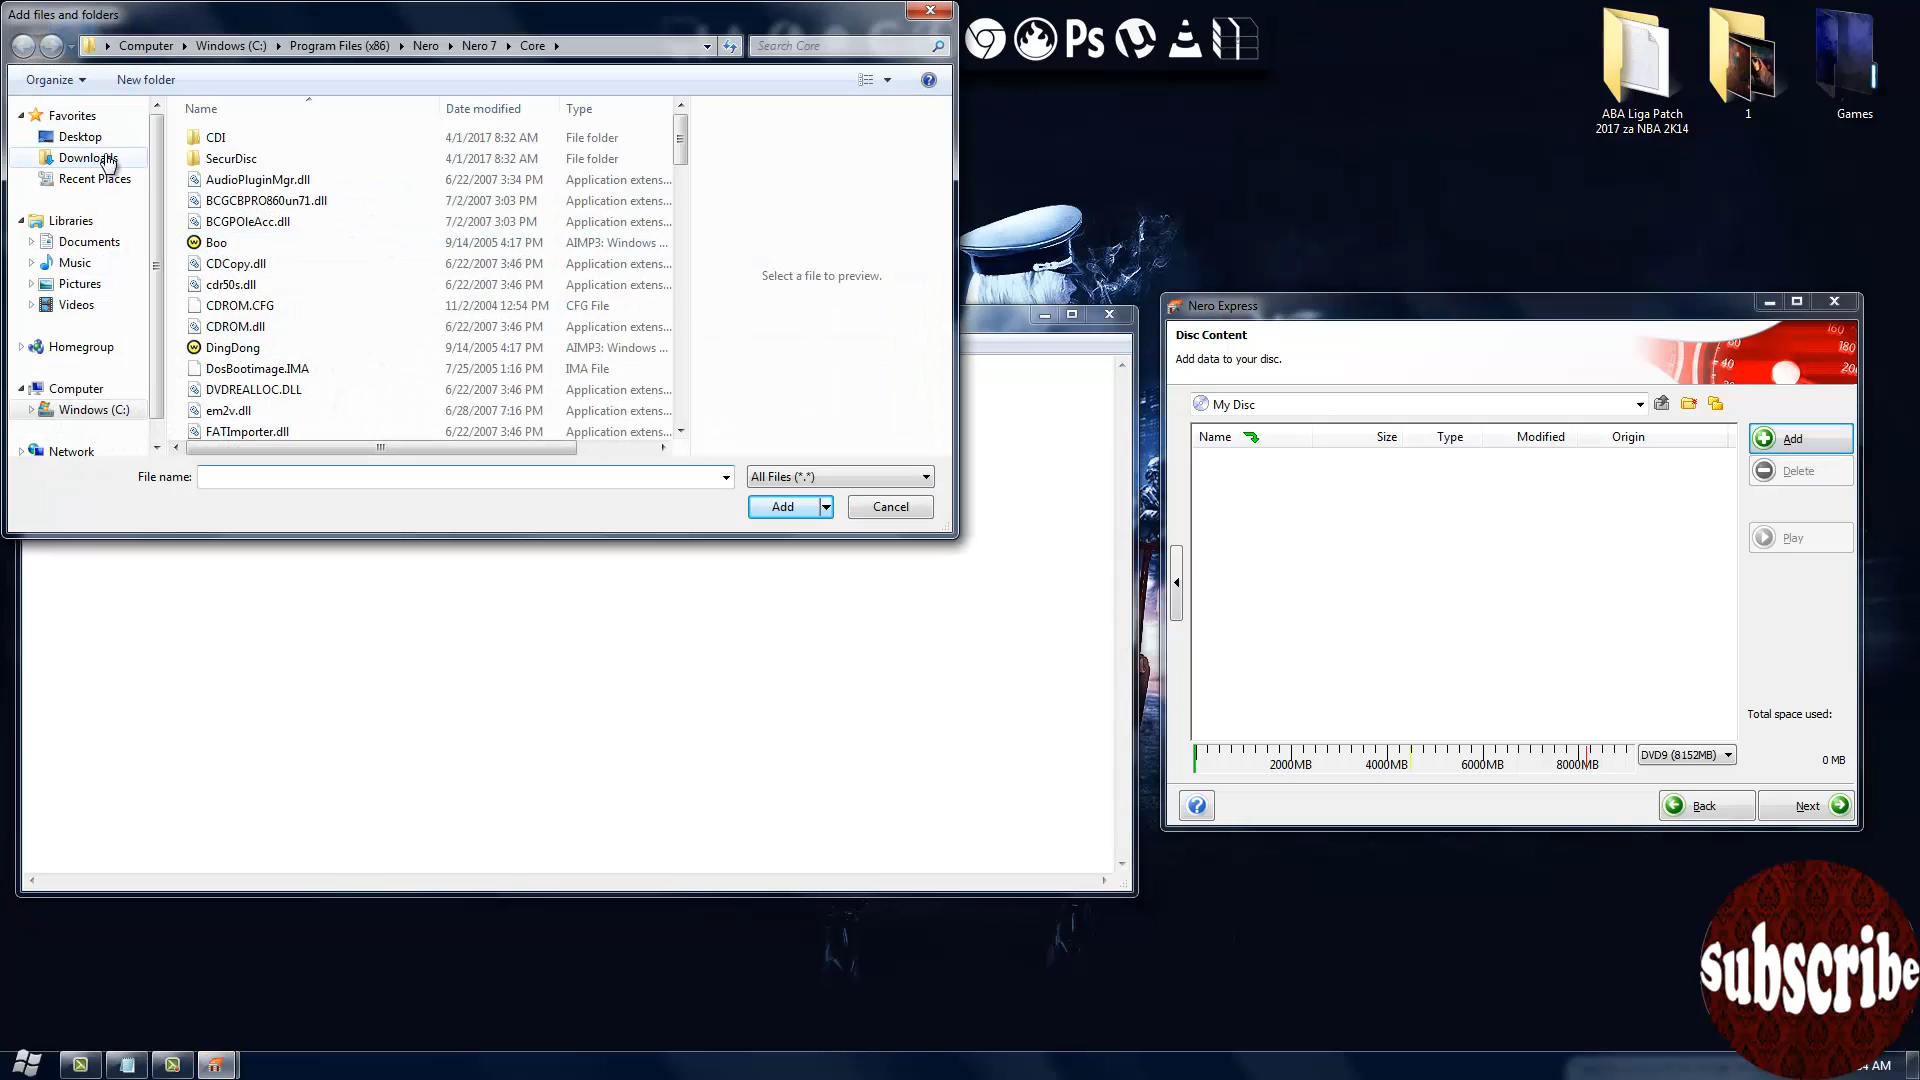 Add files and folders
Computer Windows (C:) Program Files (x86) Nero Nero 7 Core
Search Core
Organize
New folder
Favorites
Desktop
Downloads
Recent Places
Libraries
Documents
Music
Pictures
Videos
Homegroup
Computer
Windows (C:)
Network
Name Date modified Type
CDI 4/1/2017 8:32 AM File folder
SecurDisc 4/1/2017 8:32 AM File folder
AudioPluginMgr.dll 6/22/2007 3:34 PM Application extens...
BCGCBPRO860un71.dll 7/2/2007 3:03 PM Application extens...
BCGPOleAcc.dll 7/2/2007 3:03 PM Application extens...
Boo 9/14/2005 4:17 PM AIMP3: Windows ...
CDCopy.dll 6/22/2007 3:46 PM Application extens...
cdr50s.dll 6/22/2007 3:46 PM Application extens...
CDROM.CFG 11/2/2004 12:54 PM CFG File
CDROM.dll 6/22/2007 3:46 PM Application extens...
DingDong 9/14/2005 4:17 PM AIMP3: Windows ...
DosBootimage.IMA 7/25/2005 1:16 PM IMA File
DVDREALLOC.DLL 6/22/2007 3:46 PM Application extens...
em2v.dll 6/28/2007 7:16 PM Application extens...
FATImporter.dll 6/22/2007 3:46 PM Application extens...
Select a file to preview.
File name:
All Files (*.*)
Add
Cancel
Ps
ABA Liga Patch
2017 za NBA 2K14
1
Games
Nero Express
Disc Content
Add data to your disc.
160
180
60
40
My Disc
Name Size Type Modified Origin
Add
Delete
Play
Total space used:
2000MB 4000MB 6000MB 8000MB
DVD9 (8152MB)
0 MB
Back
Next
subscribe
4 AM